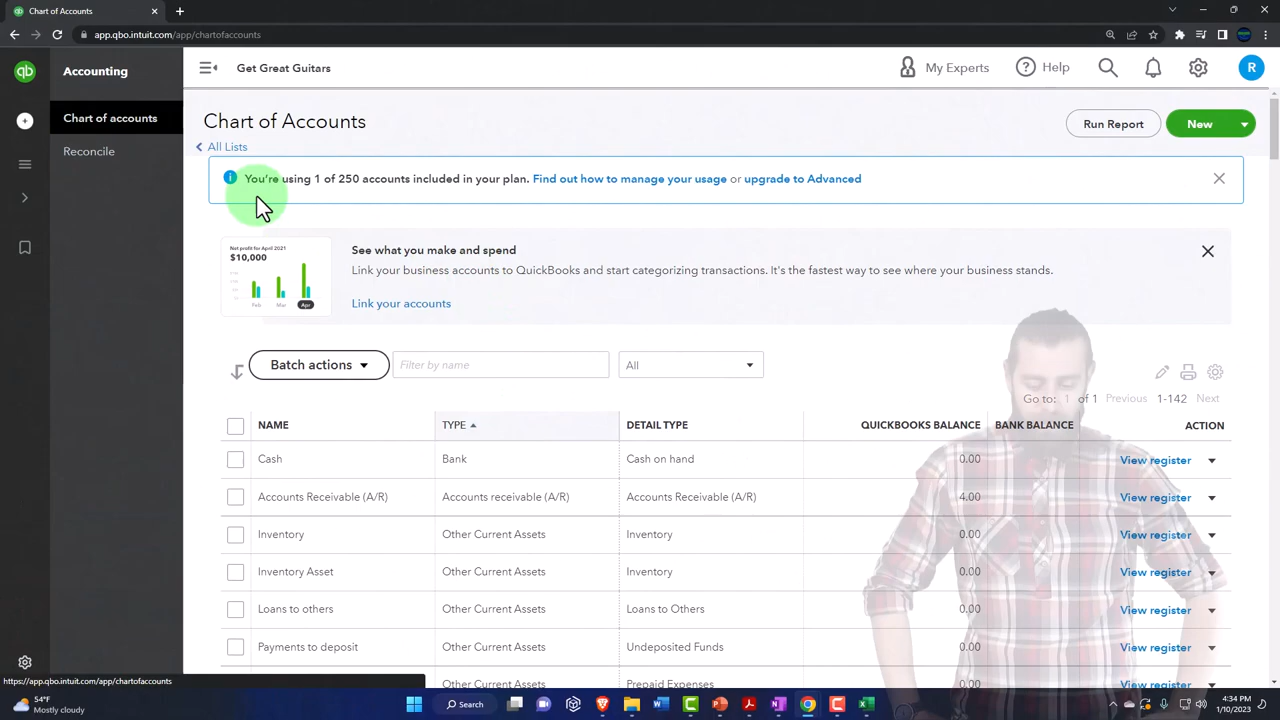 Chart of Accounts
app.qbo.intuit.com/app/chartofaccounts
qb
Accounting
Get Great Guitars
My Experts
Help
R
Chart of accounts
Reconcile
Chart of Accounts
All Lists
Run Report
New
You're using 1 of 250 accounts included in your plan. Find out how to manage your usage or upgrade to Advanced
Net profit for April 2021
$10,000
Feb Mar Apr
See what you make and spend
Link your business accounts to QuickBooks and start categorizing transactions. It's the fastest way to see where your business stands.
Link your accounts
Batch actions
Filter by name
All
Go to: 1 of 1 Previous 1-142 Next
NAME TYPE DETAIL TYPE QUICKBOOKS BALANCE BANK BALANCE ACTION
Cash Bank Cash on hand 0.00 View register
Accounts Receivable (A/R) Accounts receivable (A/R) Accounts Receivable (A/R) 4.00 View register
Inventory Other Current Assets Inventory 0.00 View register
Inventory Asset Other Current Assets Inventory 0.00 View register
Loans to others Other Current Assets Loans to Others 0.00 View register
Payments to deposit Other Current Assets Undeposited Funds 0.00 View register
Other Current Assets Prepaid Expenses 0.00 View register
https://app.qbo.intuit.com/app/chartofaccounts
54°F
Mostly cloudy
Search
4:34 PM
1/10/2023